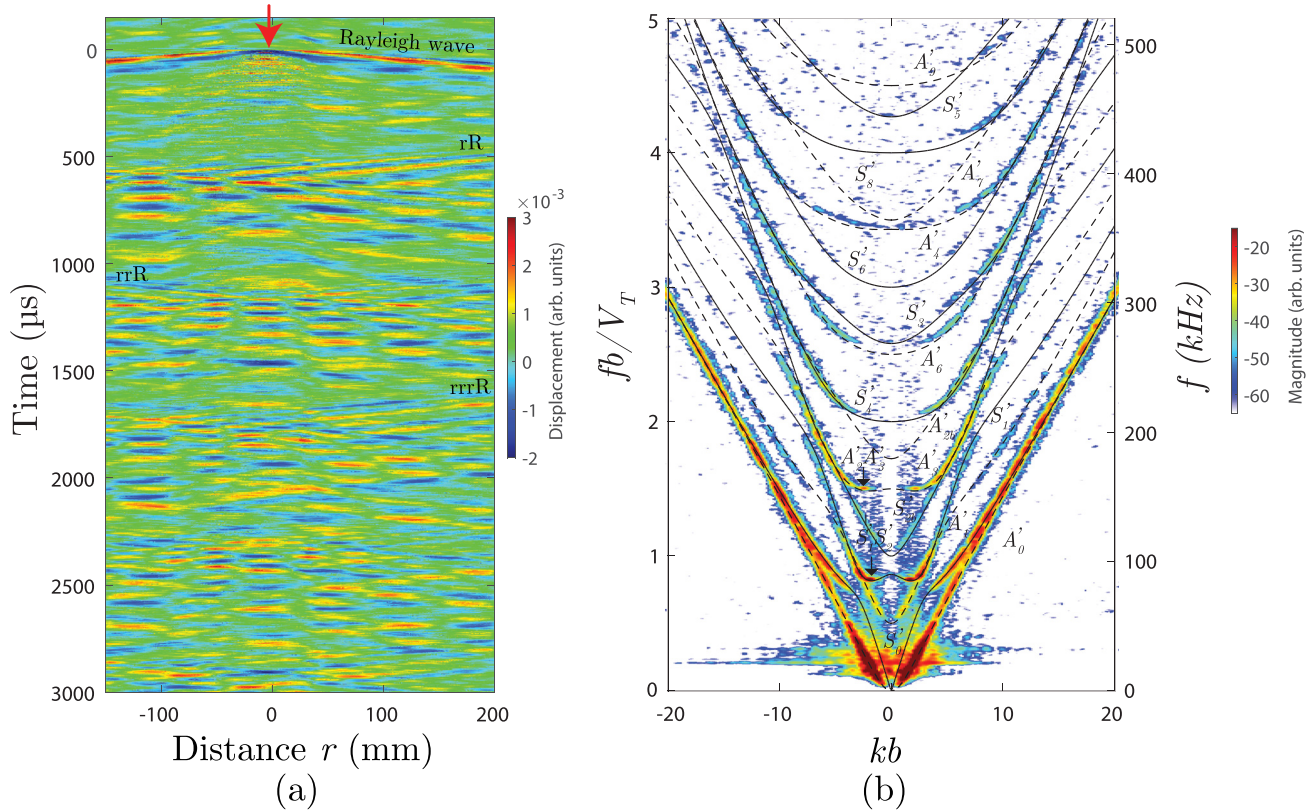 Rayleigh wave
rR
rrR
rrrR
0
500
1000
1500
2000
2500
3000
Time (µs)
-100
0
100
200
Distance r (mm)
(a)
×10⁻³
3
2
1
0
-1
-2
Displacement (arb. units)
5
4
3
2
1
0
fb/V_T
A'₉
S'₅
S'₈
A'₇
A'₄
S'₆
S'₃
A'₆
S'₄
A'₂b
S'₁
A'₁
A'₀
S'₀
-20
-10
0
10
20
kb
(b)
500
400
300
200
100
0
f (kHz)
-20
-30
-40
-50
-60
Magnitude (arb. units)